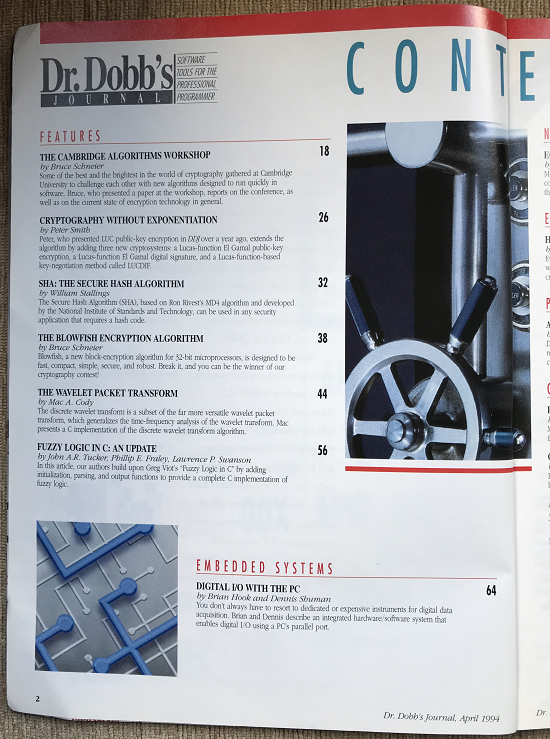 Dr. Dobb's
JOURNAL
SOFTWARE
TOOLS FOR THE
PROFESSIONAL
PROGRAMMER
CONTE
FEATURES
THE CAMBRIDGE ALGORITHMS WORKSHOP 18
by Bruce Schneier
Some of the best and the brightest in the world of cryptography gathered at Cambridge
University to challenge each other with new algorithms designed to run quickly in
software. Bruce, who presented a paper at the workshop, reports on the conference, as
well as on the current state of encryption technology in general.
CRYPTOGRAPHY WITHOUT EXPONENTIATION 26
by Peter Smith
Peter, who presented LUC public-key encryption in DDJ over a year ago, extends the
algorithm by adding three new cryptosystems: a Lucas-function El Gamal public-key
encryption, a Lucas-function El Gamal digital signature, and a Lucas-function-based
key-negotiation method called LUCDIF.
SHA: THE SECURE HASH ALGORITHM 32
by William Stallings
The Secure Hash Algorithm (SHA), based on Ron Rivest's MD4 algorithm and developed
by the National Institute of Standards and Technology, can be used in any security
application that requires a hash code.
THE BLOWFISH ENCRYPTION ALGORITHM 38
by Bruce Schneier
Blowfish, a new block-encryption algorithm for 32-bit microprocessors, is designed to be
fast, compact, simple, secure, and robust. Break it, and you can be the winner of our
cryptography contest!
THE WAVELET PACKET TRANSFORM 44
by Mac A. Cody
The discrete wavelet transform is a subset of the far more versatile wavelet packet
transform, which generalizes the time-frequency analysis of the wavelet transform. Mac
presents a C implementation of the discrete wavelet transform algorithm.
FUZZY LOGIC IN C: AN UPDATE 56
by John A.R. Tucker, Phillip E. Fraley, Lawrence P. Swanson
In this article, our authors build upon Greg Viot's "Fuzzy Logic in C" by adding
initialization, parsing, and output functions to provide a complete C implementation of
fuzzy logic.
EMBEDDED SYSTEMS
DIGITAL I/O WITH THE PC 64
by Brian Hook and Dennis Shuman
You don't always have to resort to dedicated or expensive instruments for digital data
acquisition. Brian and Dennis describe an integrated hardware/software system that
enables digital I/O using a PC's parallel port.
2
Dr. Dobb's Journal, April 1994
Dr.